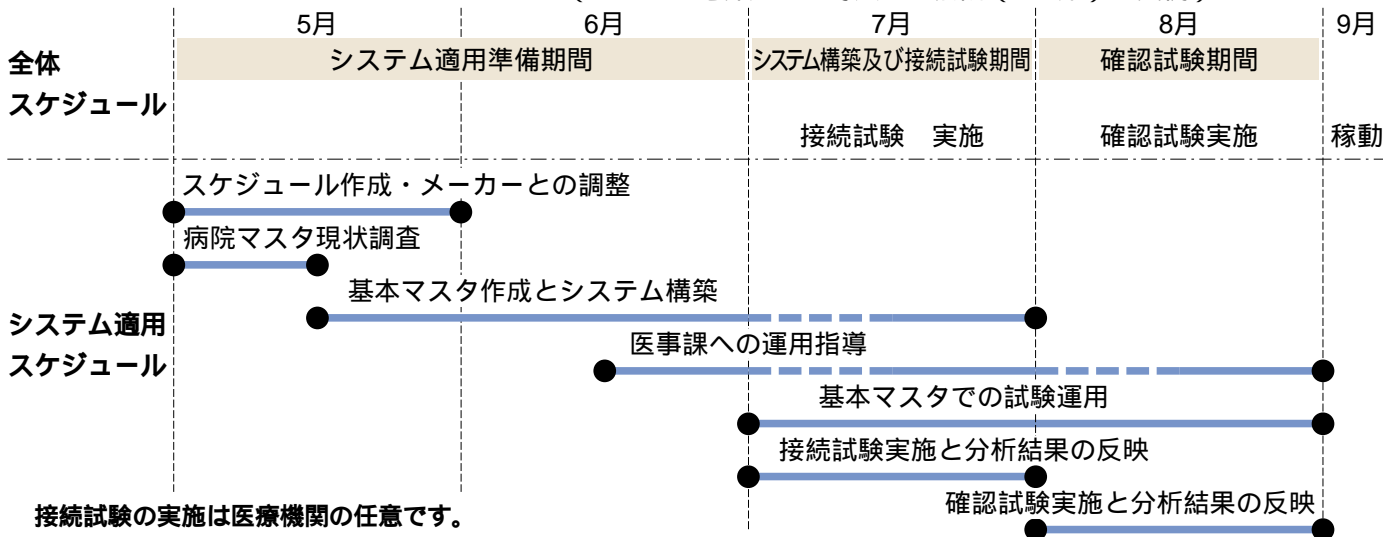 5月 6月 7月 8月 9月
全体 システム適用準備期間 システム構築及び接続試験期間 確認試験期間
スケジュール
接続試験 実施 確認試験実施 稼動
スケジュール作成・メーカーとの調整
病院マスタ現状調査
基本マスタ作成とシステム構築
システム適用
医事課への運用指導
スケジュール
基本マスタでの試験運用
接続試験実施と分析結果の反映
確認試験実施と分析結果の反映
接続試験の実施は医療機関の任意です。